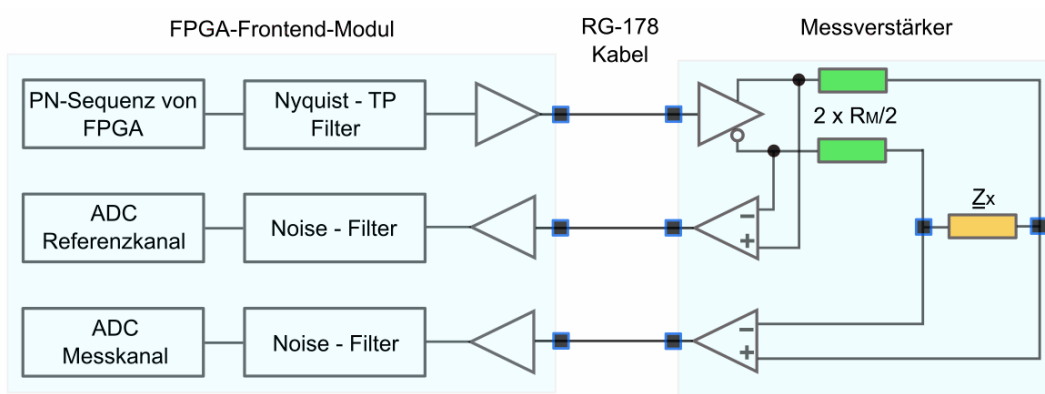 FPGA-Frontend-Modul
RG-178
Kabel
Messverstärker
PN-Sequenz von
FPGA
Nyquist - TP
Filter
2 x RM/2
ADC
Referenzkanal
Noise - Filter
Zx
ADC
Messkanal
Noise - Filter